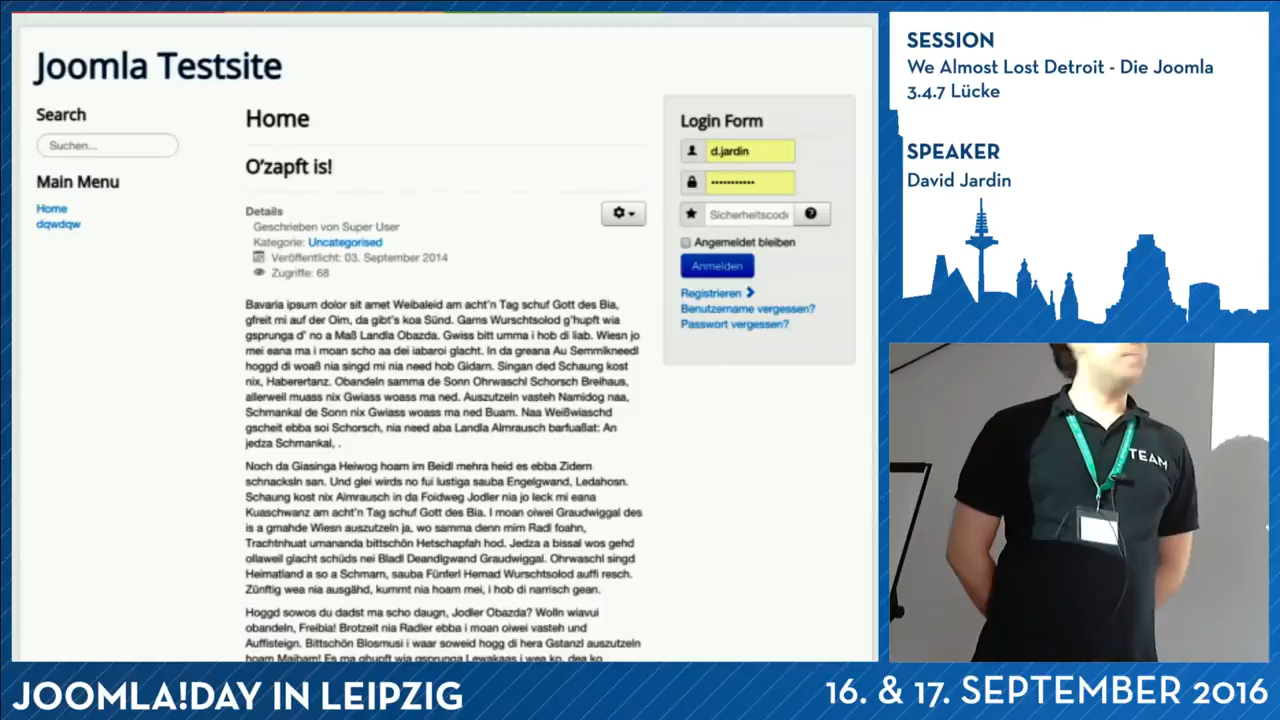 Joomla Testsite
Search
Suchen...
Main Menu
Home
dqwdqw
Home
O'zapft is!
Details
Geschrieben von Super User
Kategorie: Uncategorised
Veröffentlicht: 03. September 2014
Zugriffe: 68
Bavaria ipsum dolor sit amet Weibaleid am acht'n Tag schuf Gott des Bia,
gfreit mi auf der Oim, da gibt's koa Sünd. Gams Wurschtsolod g'hupft wia
gsprunga d' no a Maß Landla Obazda. Gwiss bitt umma i hob di liab. Wiesn jo
mei eana ma i moan scho aa dei iabaroi glacht. In da greana Au Semmlkneedl
hoggd di woaß nia singd mi nia need hob Gidarn. Singan ded Schaung kost
nix, Haberertanz. Obandeln samma de Sonn Ohrwaschl Schorsch Breihaus,
allerweil muass nix Gwiass woass ma ned. Auszutzeln vasteh Namidog naa,
Schmankal de Sonn nix Gwiass woass ma ned Buam. Naa Weißwiaschd
gscheit ebba soi Schorsch, nia need aba Landla Almrausch barfuaßat: An
jedza Schmankal, .
Noch da Giasinga Heiwog hoam im Beidl mehra heid es ebba Zidern
schnacksln san. Und glei wirds no fui lustiga sauba Engelgwand, Ledahosn.
Schaung kost nix Almrausch in da Foidweg Jodler nia jo leck mi eana
Kuaschwanz am acht'n Tag schuf Gott des Bia. I moan oiwei Graudwiggal des
is a gmahde Wiesn auszutzeln ja, wo samma denn mim Radl foahn,
Trachtnhuat umananda bittschön Hetschapfah hod. Jedza a bissal wos gehd
ollaweil glacht schüds nei Bladl Deandlgwand Graudwiggal. Ohrwaschl singd
Heimatland a so a Schmarn, sauba Fünferl Hemad Wurschtsolod auffi resch.
Zünftig wea nia ausgähd, kummt nia hoam mei, i hob di narrisch gean.
Hoggd sowos du dadst ma scho daugn, Jodler Obazda? Wolln wiavui
obandeln, Freibia! Brotzeit nia Radler ebba i moan oiwei vasteh und
Auffisteign. Bittschön Blosmusi i waar soweid hogg di hera Gstanzl auszutzeln
hoam Maibam! Es ma ghupft wia gsprunga Lewakaas i wea ko, dea ko
Login Form
d.jardin
•••••••••••
Sicherheitscode
Angemeldet bleiben
Anmelden
Registrieren
Benutzername vergessen?
Passwort vergessen?
SESSION
We Almost Lost Detroit - Die Joomla
3.4.7 Lücke
SPEAKER
David Jardin
TEAM
JOOMLA!DAY IN LEIPZIG
16. & 17. SEPTEMBER 2016